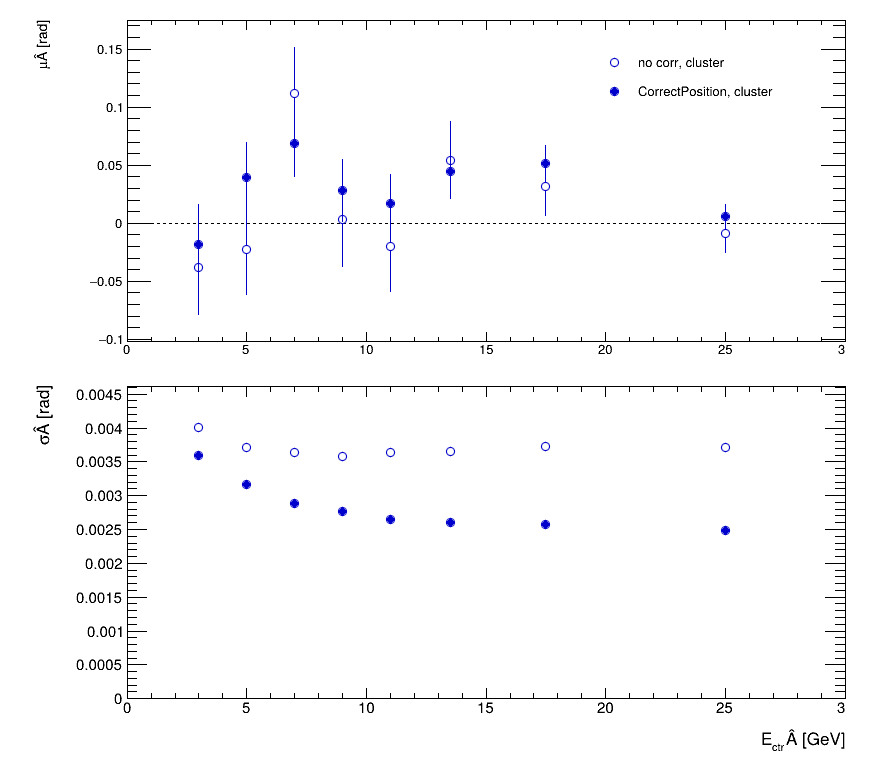 μÂ [rad]
0.15
0.1
0.05
0
−0.05
−0.1
no corr, cluster
CorrectPosition, cluster
0 5 10 15 20 25 3
σÂ [rad]
0.0045
0.004
0.0035
0.003
0.0025
0.002
0.0015
0.001
0.0005
0
0 5 10 15 20 25 3
E_ctr Â [GeV]